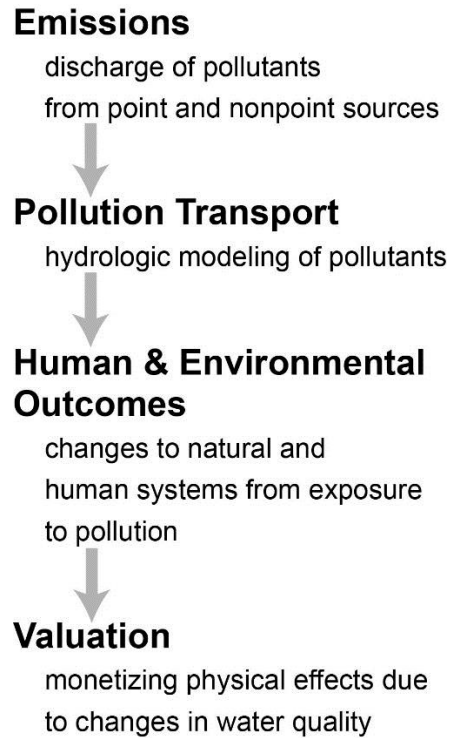 Emissions
discharge of pollutants
from point and nonpoint sources
Pollution Transport
hydrologic modeling of pollutants
Human & Environmental
Outcomes
changes to natural and
human systems from exposure
to pollution
Valuation
monetizing physical effects due
to changes in water quality